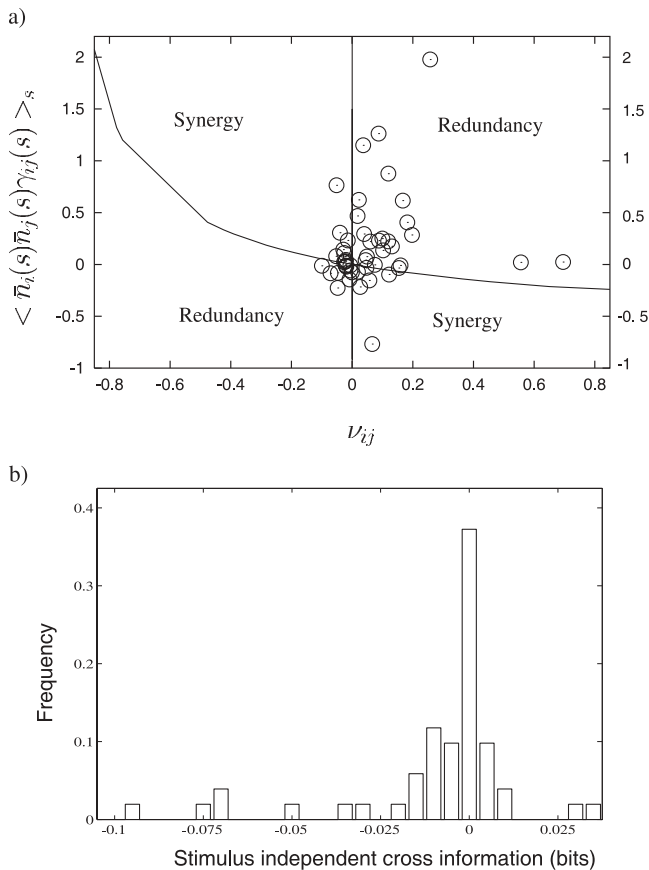 a)
2
1.5
1
0.5
0
-0.5
-1
2
1.5
1
0.5
0
-0. 5
-1
Synergy
Redundancy
Redundancy
Synergy
< n̄i(s)n̄j(s)γij(s) >s
-0.8 -0.6 -0.4 -0.2 0 0.2 0.4 0.6 0.8
νij
b)
0.4
0.3
0.2
0.1
0
Frequency
-0.1 -0.075 -0.05 -0.025 0 0.025
Stimulus independent cross information (bits)